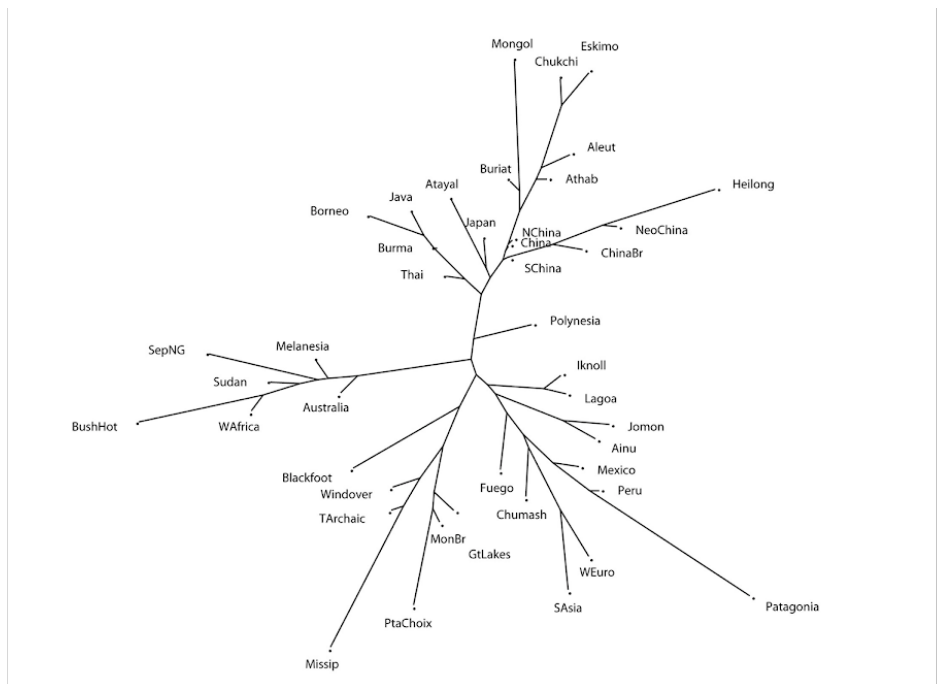 Mongol
Eskimo
Chukchi
Aleut
Buriat
Athab
Atayal
Heilong
Java
Borneo
Japan
NChina
NeoChina
China
Burma
ChinaBr
SChina
Thai
Polynesia
Melanesia
SepNG
Iknoll
Sudan
Lagoa
Australia
BushHot
WAfrica
Jomon
Ainu
Mexico
Blackfoot
Fuego
Peru
Windover
Chumash
TArchaic
MonBr
GtLakes
WEuro
SAsia
Patagonia
PtaChoix
Missip